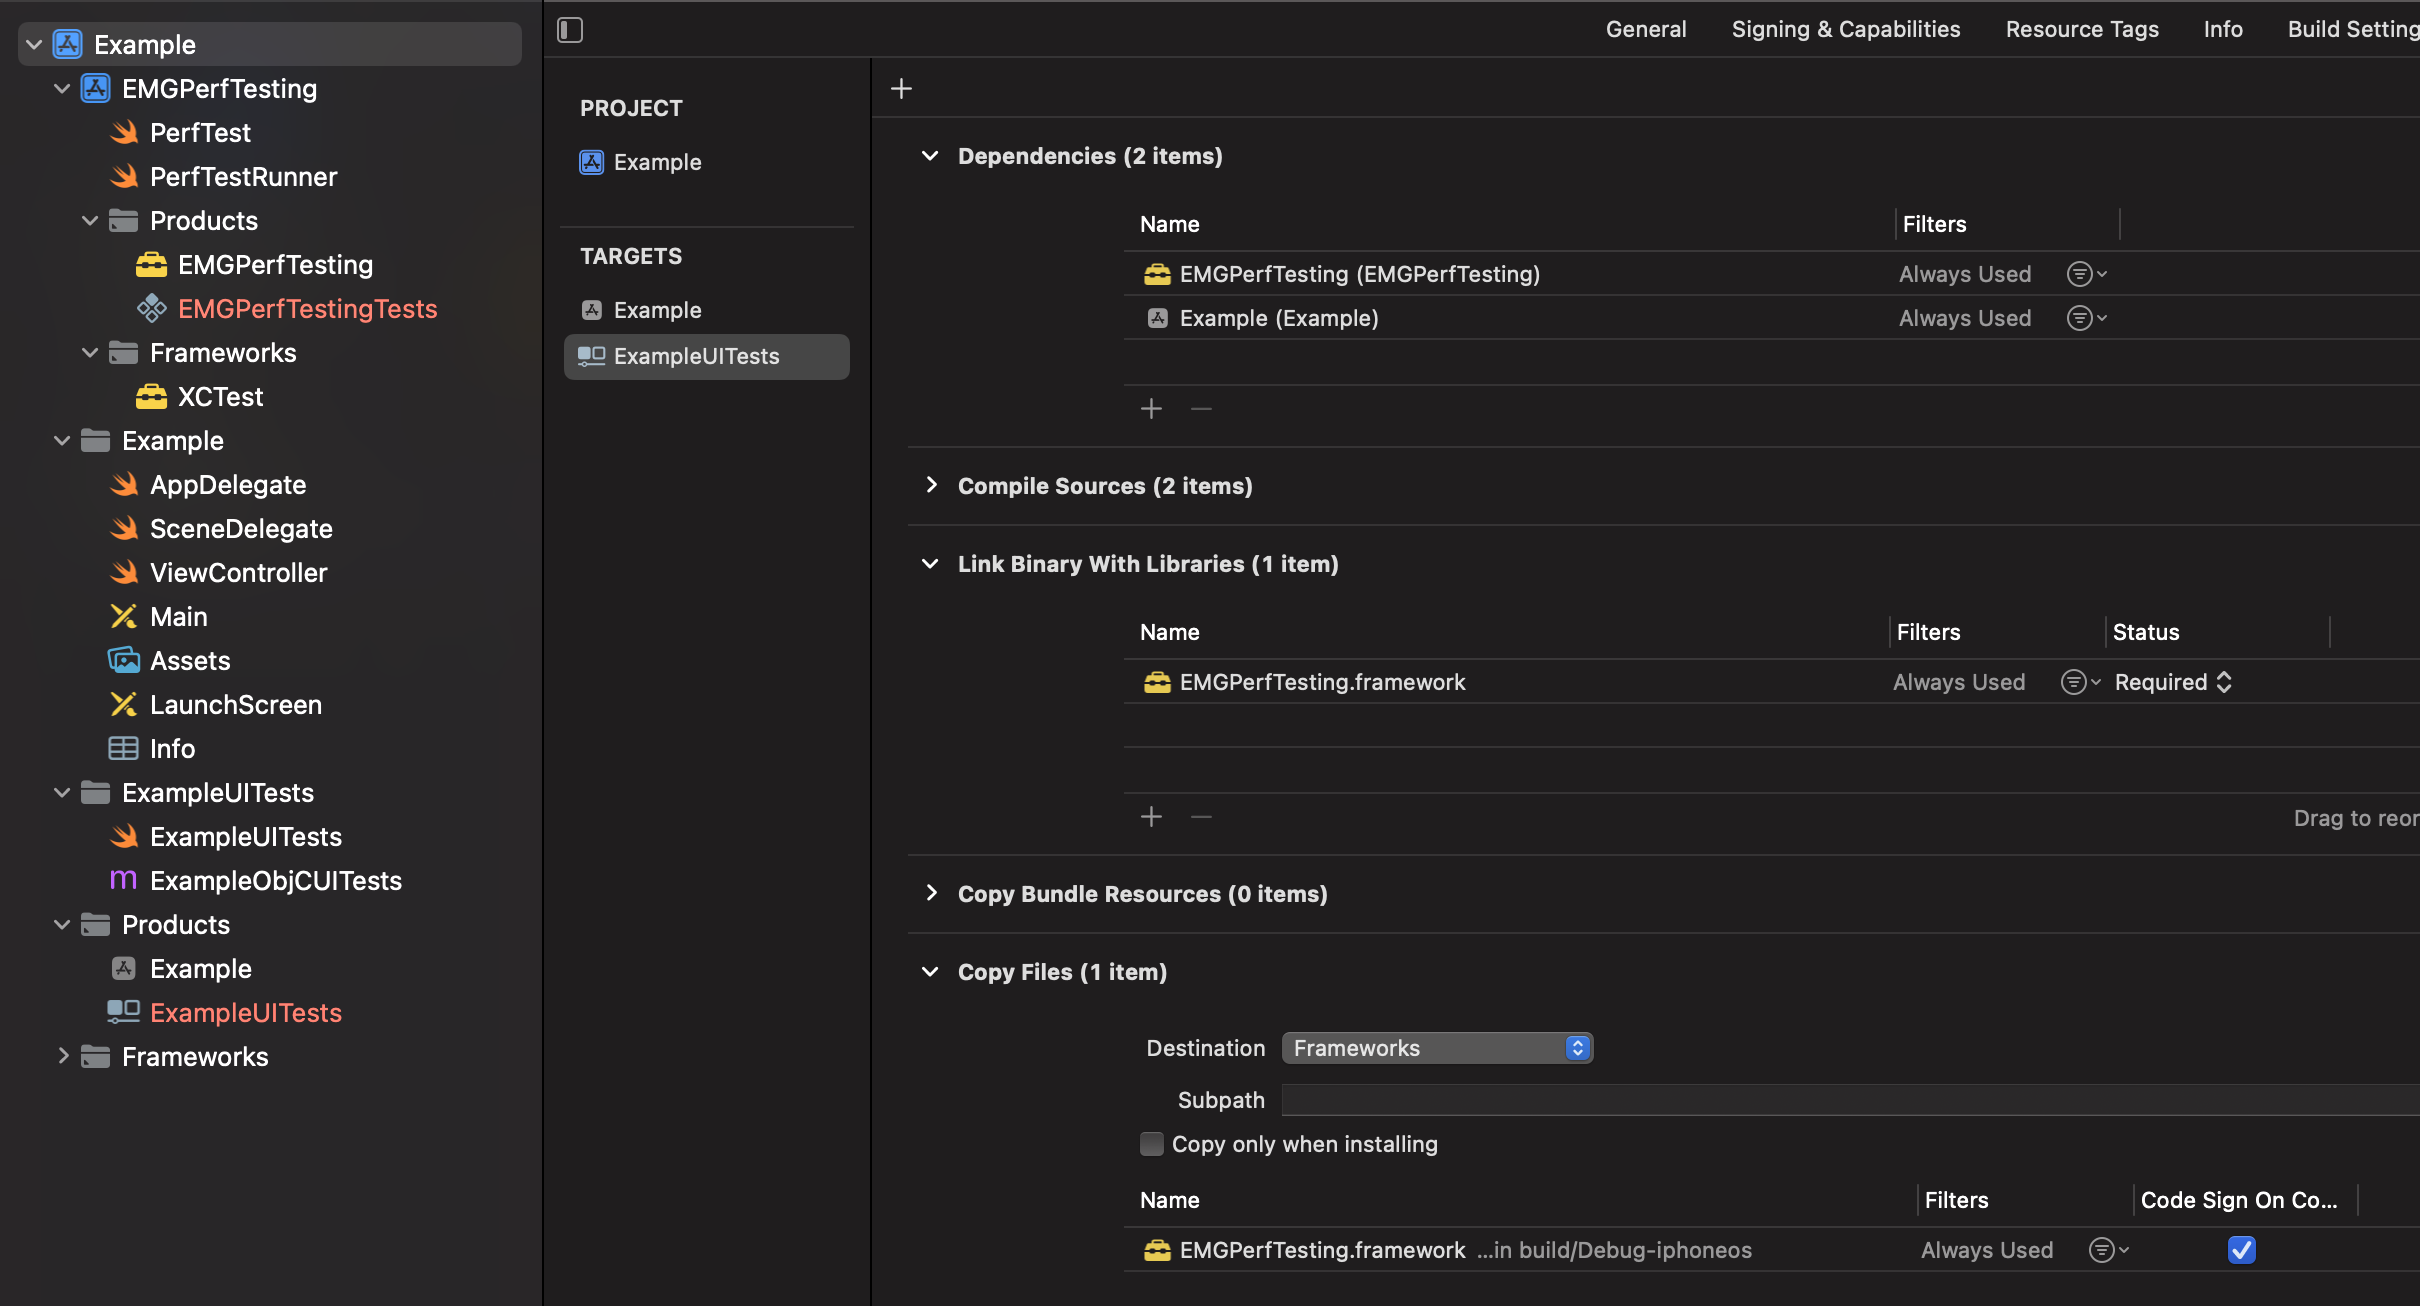 Example
EMGPerfTesting
PerfTest
PerfTestRunner
Products
EMGPerfTesting
EMGPerfTestingTests
Frameworks
XCTest
Example
AppDelegate
SceneDelegate
ViewController
Main
Assets
LaunchScreen
Info
ExampleUITests
ExampleUITests
m ExampleObjCUITests
Products
Example
ExampleUITests
Frameworks
General Signing & Capabilities Resource Tags Info Build Setting
PROJECT
Example
TARGETS
Example
ExampleUITests
Dependencies (2 items)
Name Filters
EMGPerfTesting (EMGPerfTesting) Always Used
Example (Example) Always Used
Compile Sources (2 items)
Link Binary With Libraries (1 item)
Name Filters Status
EMGPerfTesting.framework Always Used Required
Drag to reor
Copy Bundle Resources (0 items)
Copy Files (1 item)
Destination Frameworks
Subpath
Copy only when installing
Name Filters Code Sign On Co...
EMGPerfTesting.framework ...in build/Debug-iphoneos Always Used